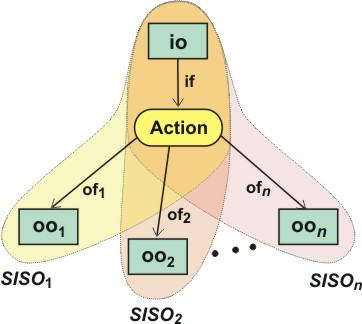 io
if
Action
of1
of2
ofn
oo1
oo2
• • •
oon
SISO1
SISO2
SISOn